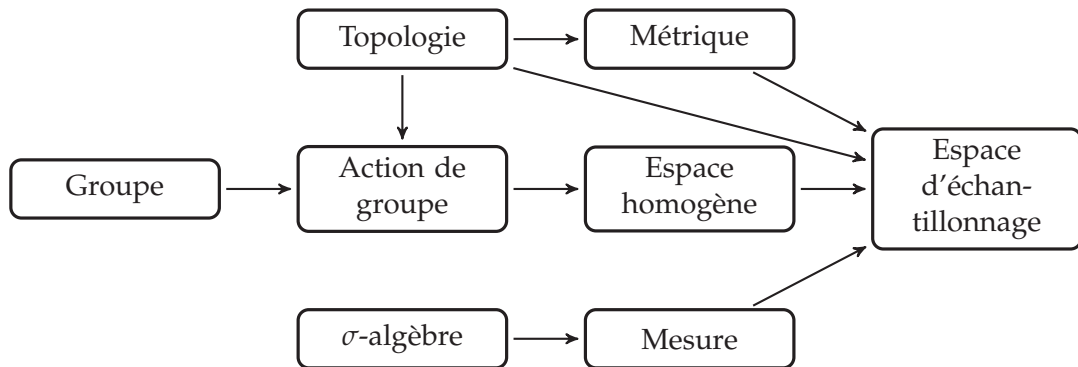 Topologie
Métrique
Groupe
Action de
groupe
Espace
homogène
Espace
d'échan-
tillonnage
σ-algèbre
Mesure